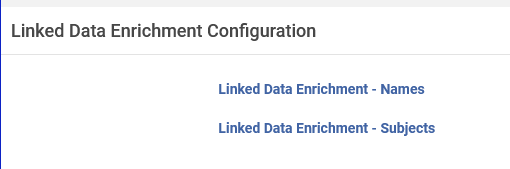 Linked Data Enrichment Configuration
Linked Data Enrichment - Names
Linked Data Enrichment - Subjects